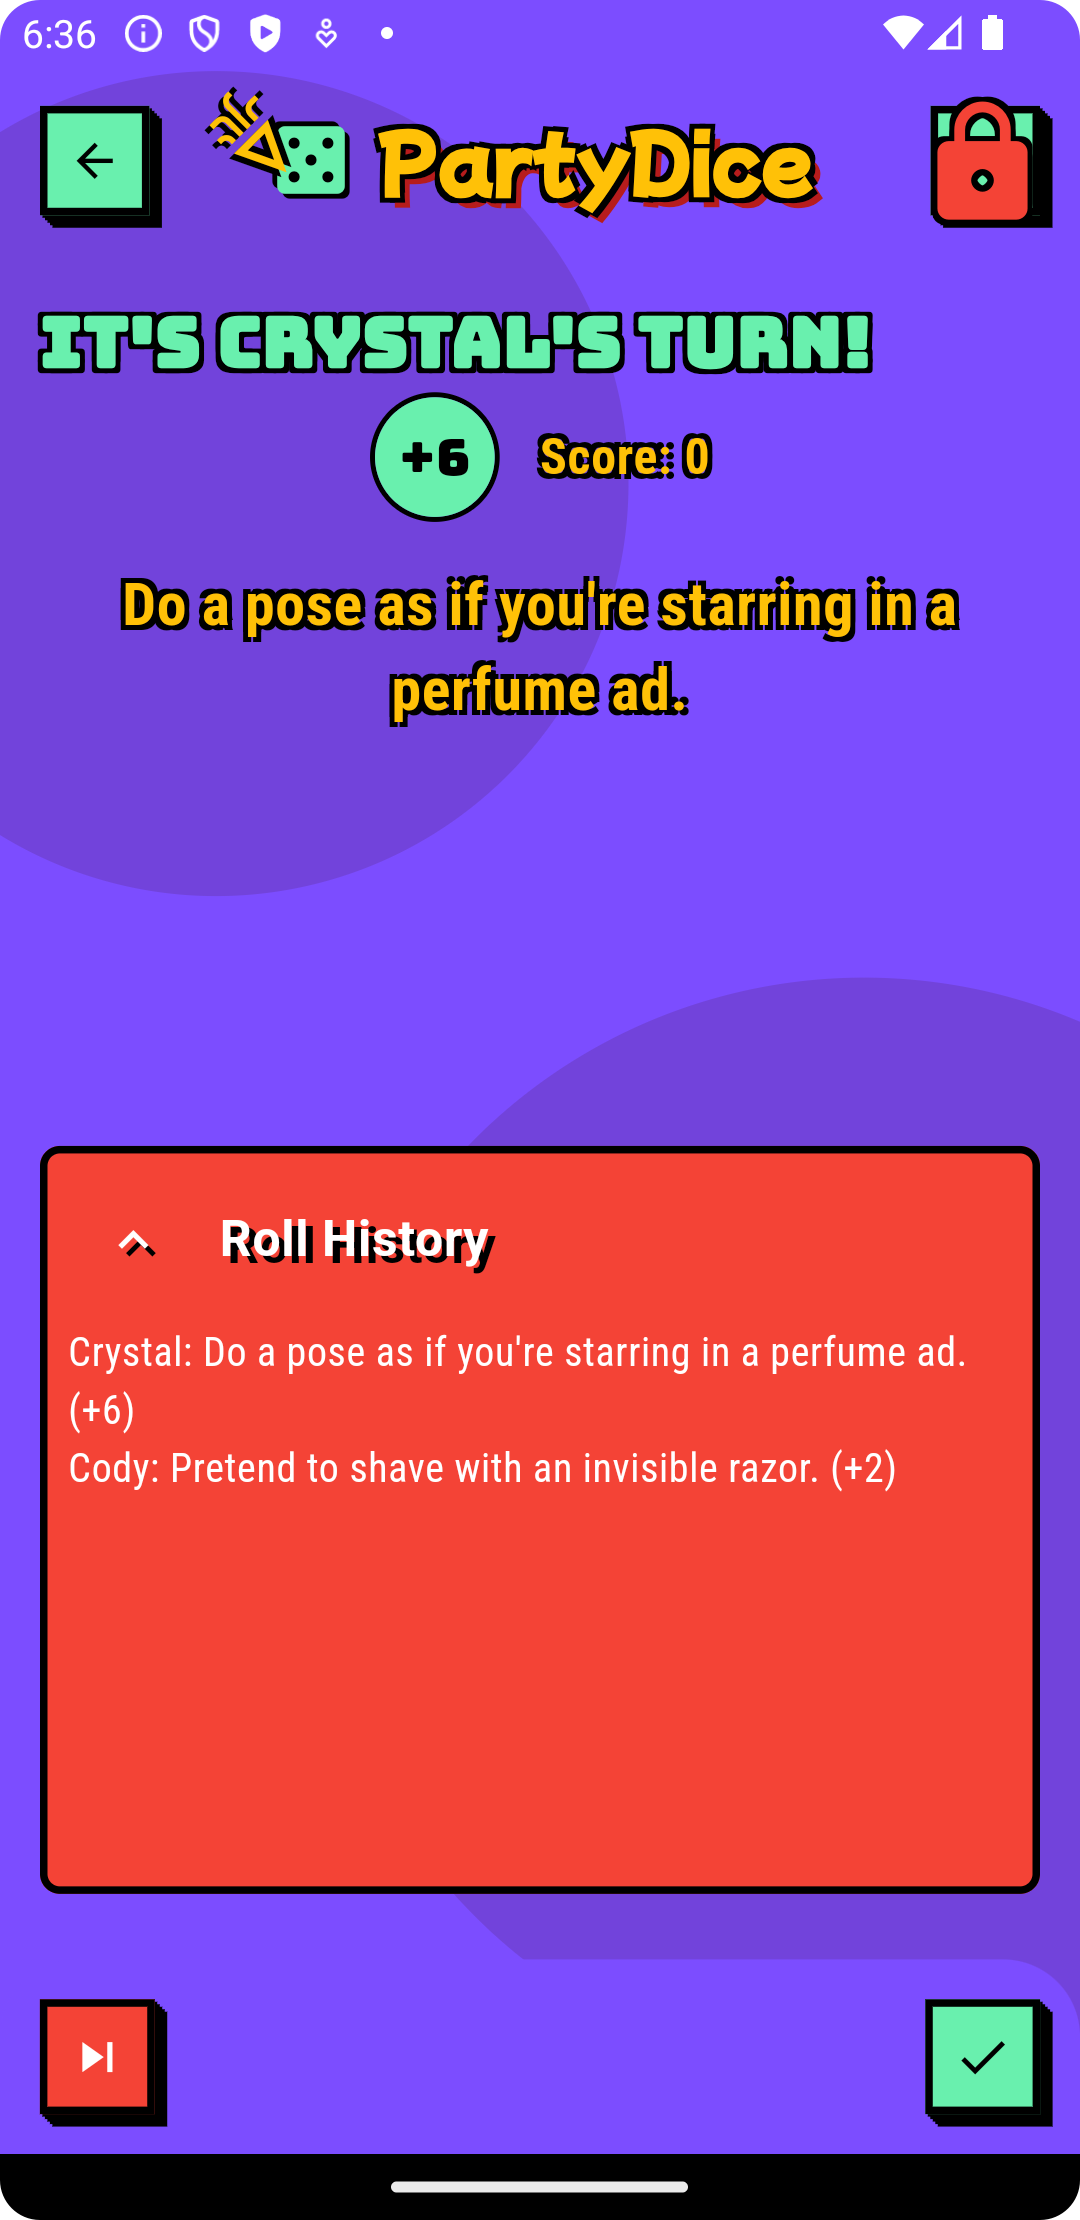 6:36
PartyDice
IT'S CRYSTAL'S TURN!
+6
Score: 0
Do a pose as if you're starring in a
perfume ad.
Roll History
Crystal: Do a pose as if you're starring in a perfume ad.
(+6)
Cody: Pretend to shave with an invisible razor. (+2)